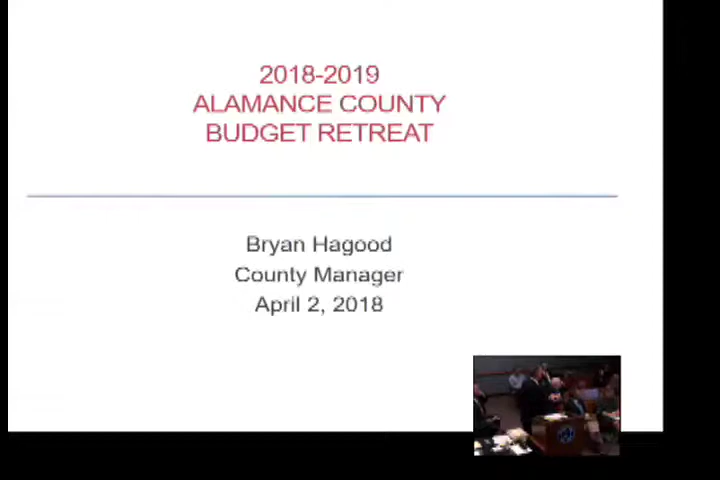 2018-2019
ALAMANCE COUNTY
BUDGET RETREAT
Bryan Hagood
County Manager
April 2, 2018